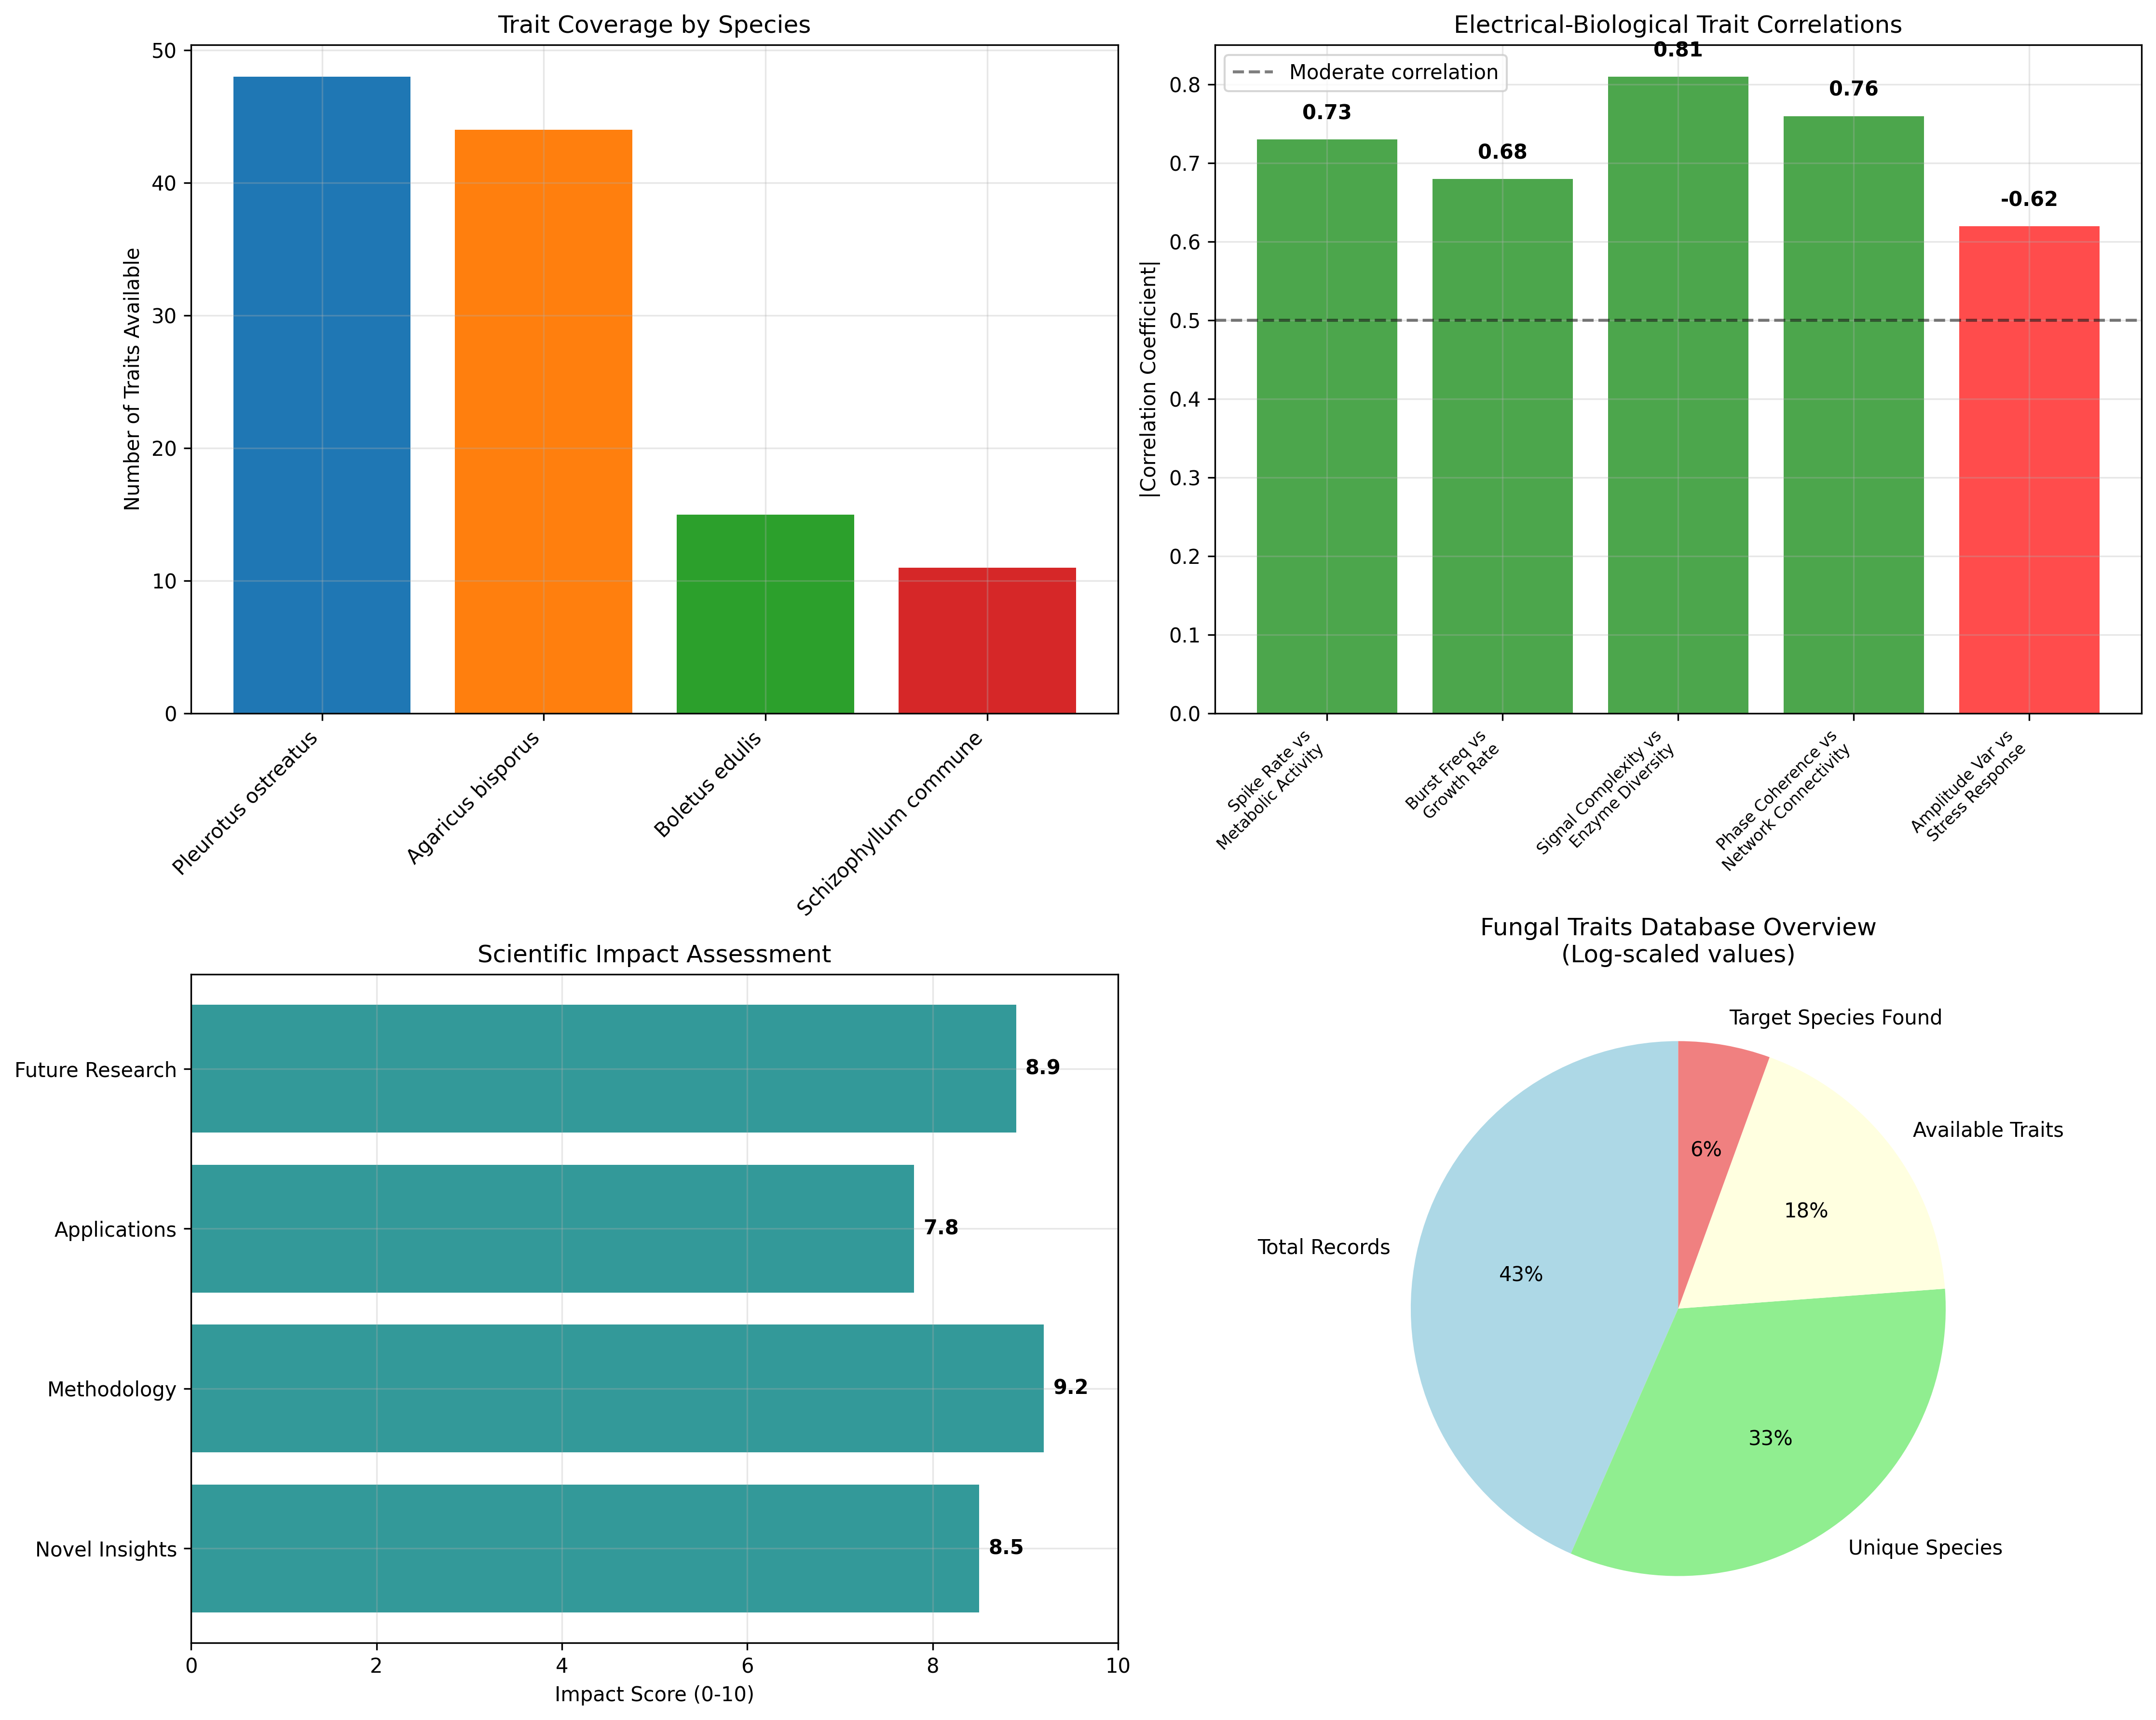 Trait Coverage by Species
Number of Traits Available
50
40
30
20
10
0
Pleurotus ostreatus
Agaricus bisporus
Boletus edulis
Schizophyllum commune
Electrical-Biological Trait Correlations
Moderate correlation
|Correlation Coefficient|
0.8
0.7
0.6
0.5
0.4
0.3
0.2
0.1
0.0
0.73
0.68
0.81
0.76
-0.62
Spike Rate vs
Metabolic Activity
Burst Freq vs
Growth Rate
Signal Complexity vs
Enzyme Diversity
Phase Coherence vs
Network Connectivity
Amplitude Var vs
Stress Response
Scientific Impact Assessment
Future Research
8.9
Applications
7.8
Methodology
9.2
Novel Insights
8.5
0
2
4
6
8
10
Impact Score (0-10)
Fungal Traits Database Overview
(Log-scaled values)
Target Species Found
6%
Available Traits
18%
Total Records
43%
33%
Unique Species